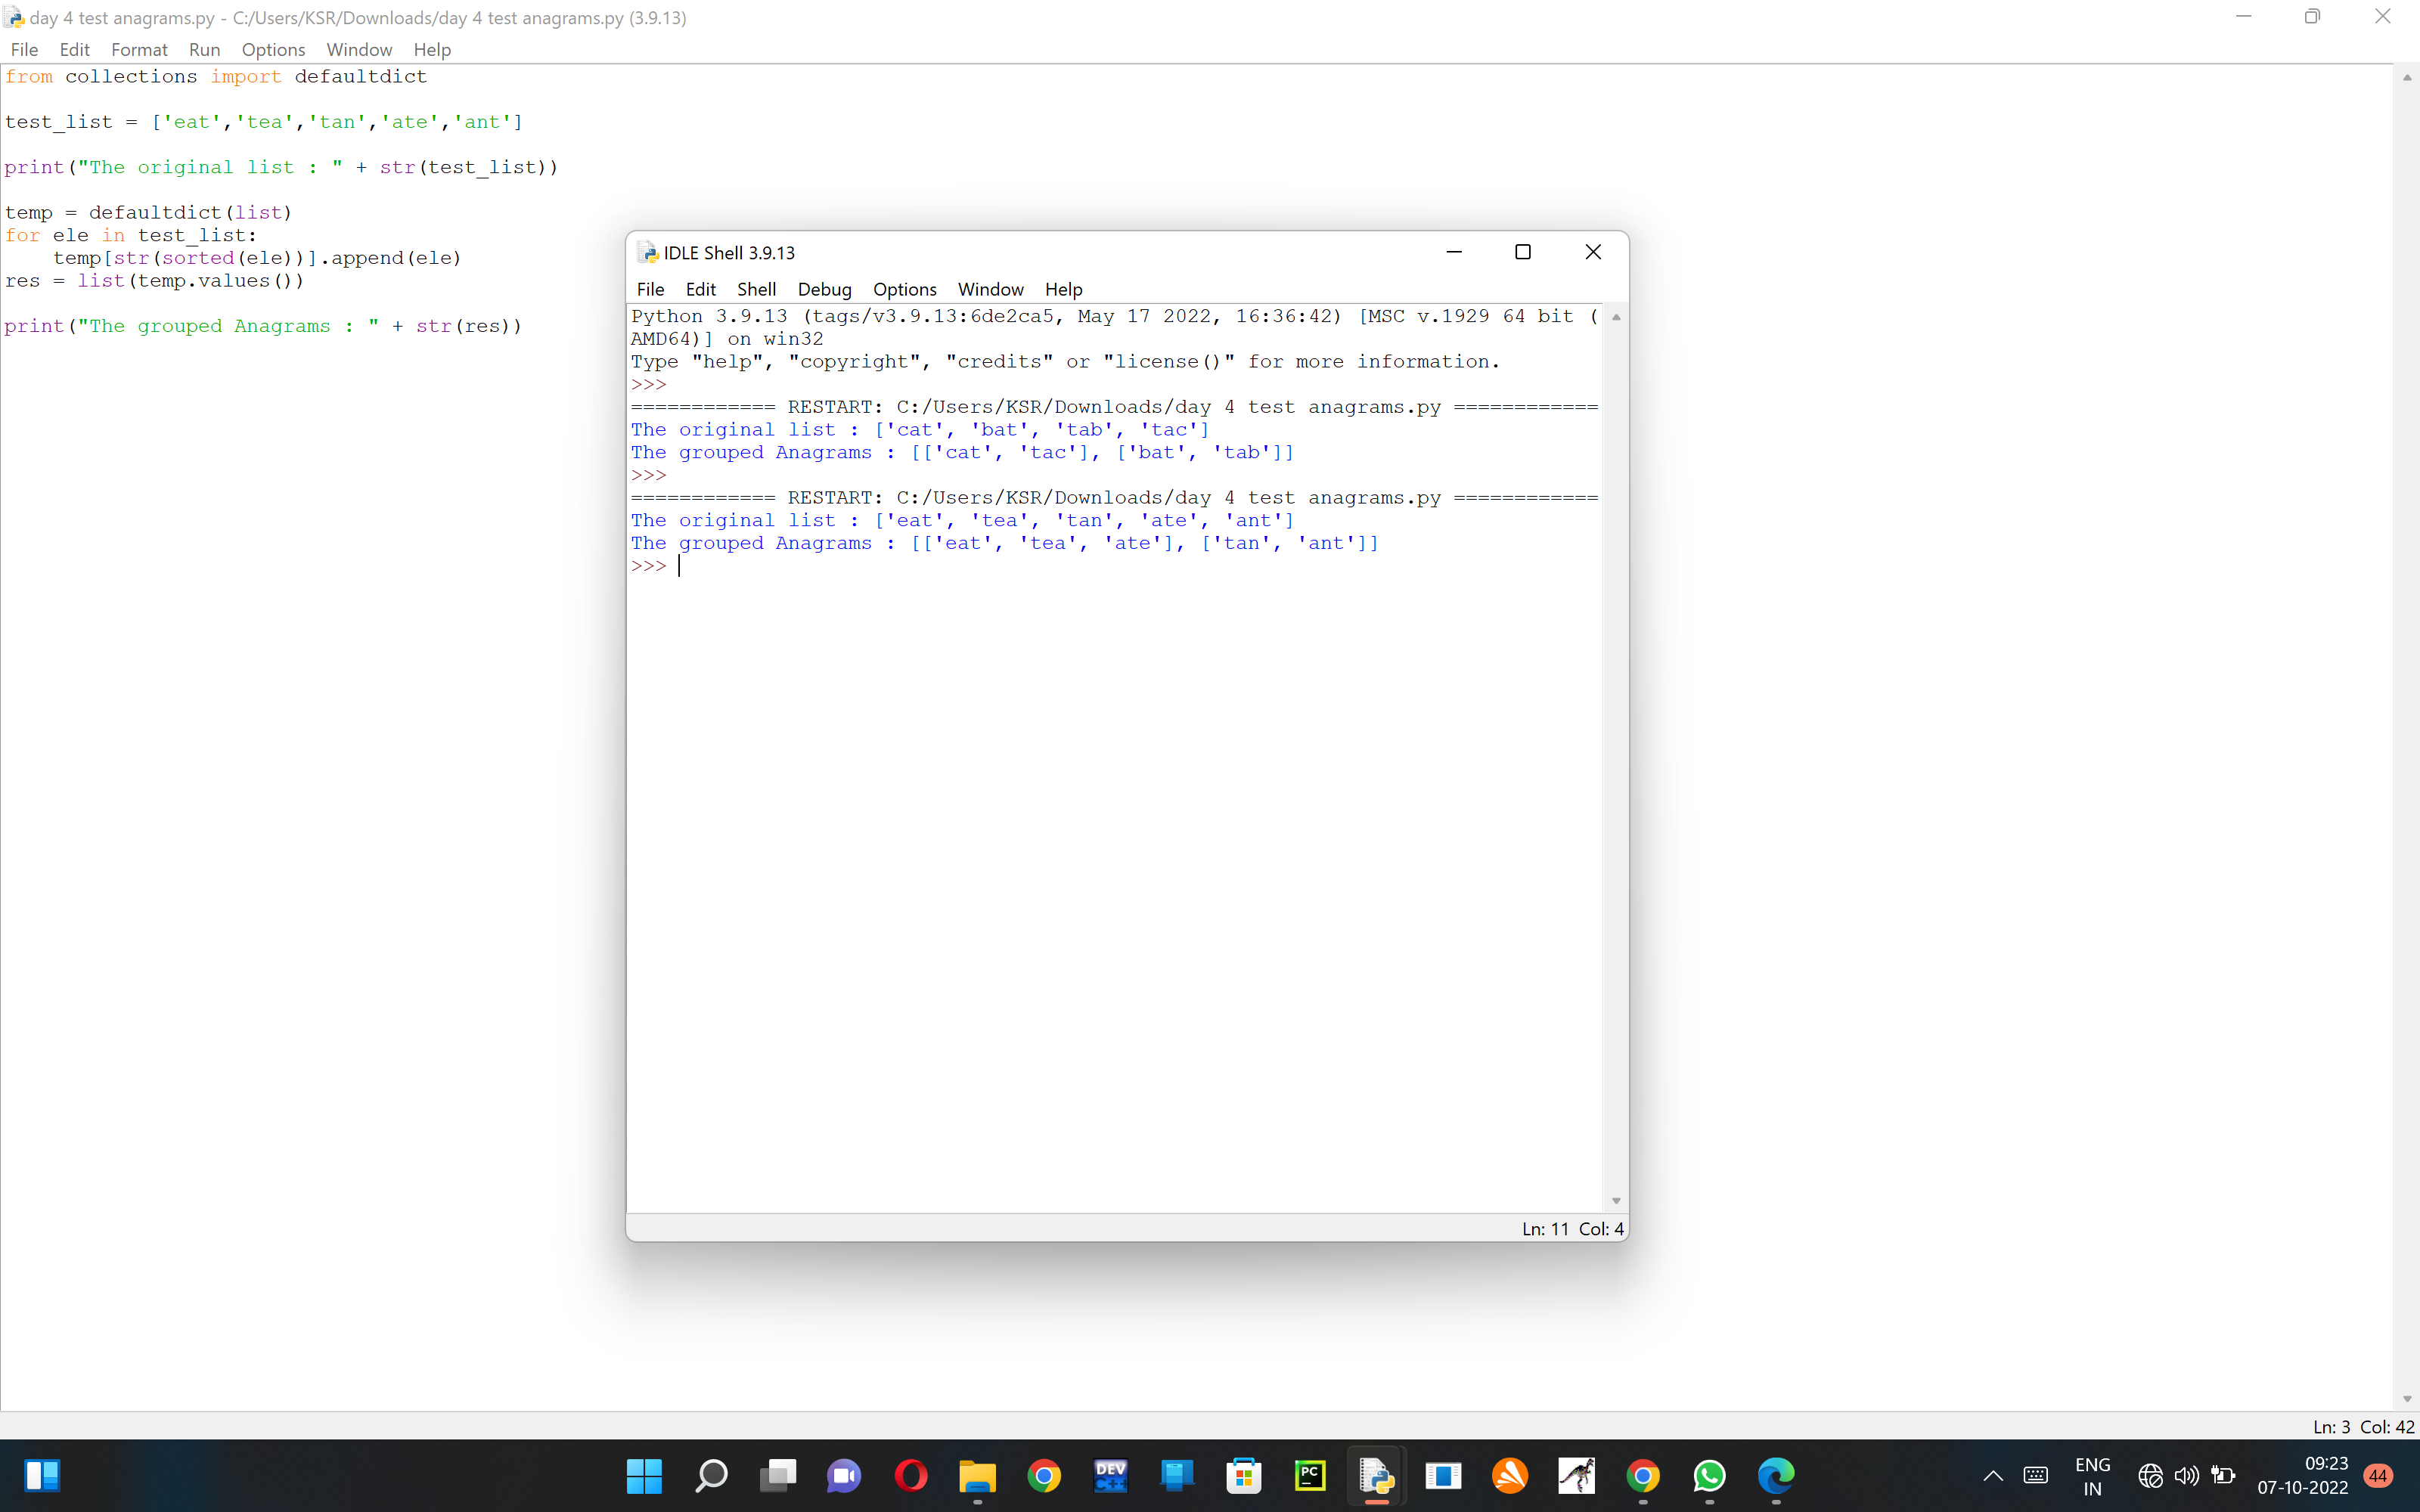 day 4 test anagrams.py - C:/Users/KSR/Downloads/day 4 test anagrams.py (3.9.13)
File Edit Format Run Options Window Help
from collections import defaultdict
test_list = ['eat','tea','tan','ate','ant']
print("The original list : " + str(test_list))
temp = defaultdict(list)
for ele in test_list:
    temp[str(sorted(ele))].append(ele)
res = list(temp.values())
print("The grouped Anagrams : " + str(res))
IDLE Shell 3.9.13
File Edit Shell Debug Options Window Help
Python 3.9.13 (tags/v3.9.13:6de2ca5, May 17 2022, 16:36:42) [MSC v.1929 64 bit (
AMD64)] on win32
Type "help", "copyright", "credits" or "license()" for more information.
>>>
============ RESTART: C:/Users/KSR/Downloads/day 4 test anagrams.py ============
The original list : ['cat', 'bat', 'tab', 'tac']
The grouped Anagrams : [['cat', 'tac'], ['bat', 'tab']]
>>>
============ RESTART: C:/Users/KSR/Downloads/day 4 test anagrams.py ============
The original list : ['eat', 'tea', 'tan', 'ate', 'ant']
The grouped Anagrams : [['eat', 'tea', 'ate'], ['tan', 'ant']]
>>>
Ln: 11 Col: 4
Ln: 3 Col: 42
DEV
C++
PC
ENG
IN
09:23
07-10-2022
44